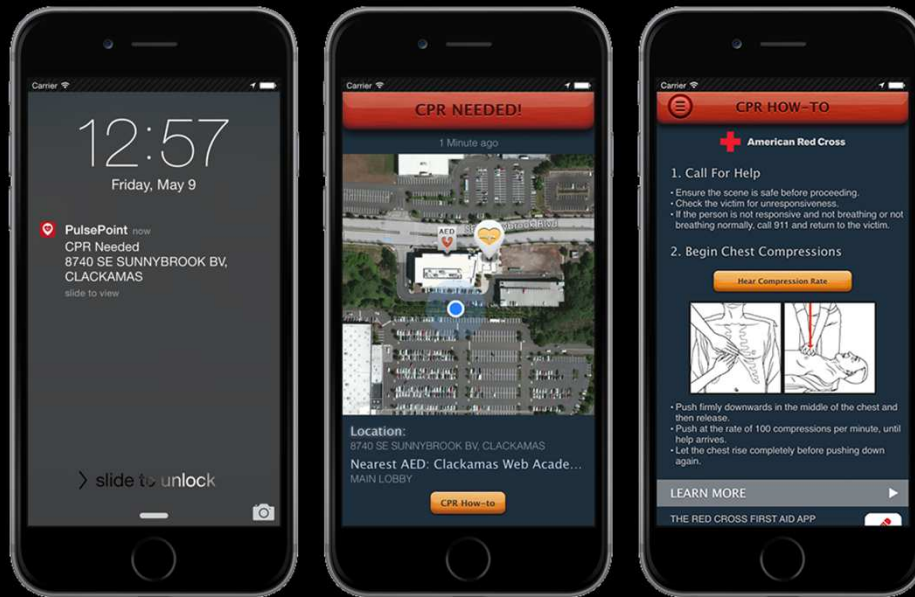 Carrier
12:57
Friday, May 9
PulsePoint now
CPR Needed
8740 SE SUNNYBROOK BV,
CLACKAMAS
slide to view
> slide to unlock
Carrier
CPR NEEDED!
1 Minute ago
AED
Location:
8740 SE SUNNYBROOK BV, CLACKAMAS
Nearest AED: Clackamas Web Acade...
MAIN LOBBY
CPR How-to
Carrier
CPR HOW-TO
American Red Cross
1. Call For Help
• Ensure the scene is safe before proceeding.
• Check the victim for unresponsiveness.
• If the person is not responsive and not breathing or not
breathing normally, call 911 and return to the victim.
2. Begin Chest Compressions
Hear Compression Rate
• Push firmly downwards in the middle of the chest and
then release.
• Push at the rate of 100 compressions per minute, until
help arrives.
• Let the chest rise completely before pushing down
again.
LEARN MORE
THE RED CROSS FIRST AID APP